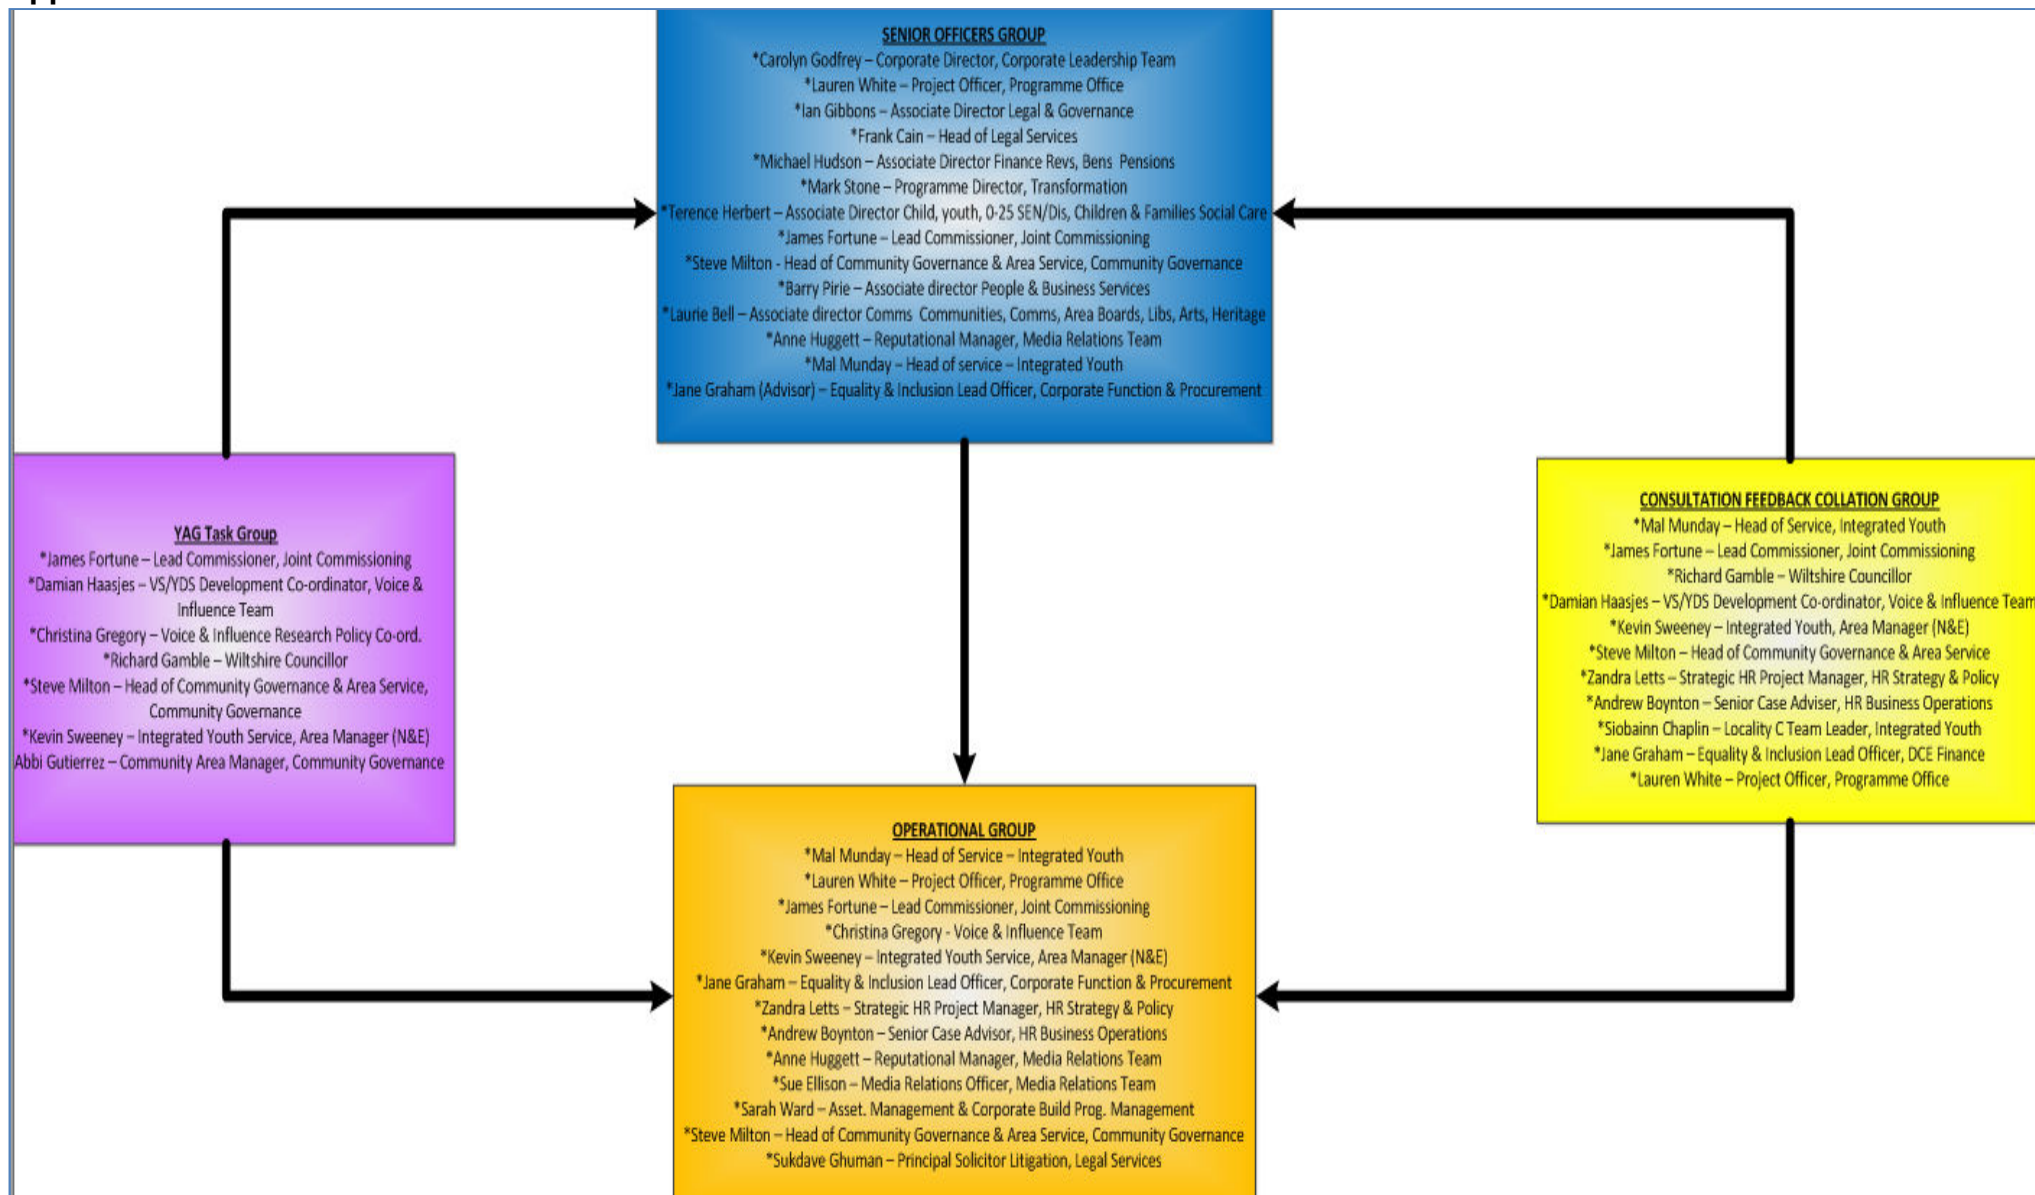 SENIOR OFFICERS GROUP
*Carolyn Godfrey – Corporate Director, Corporate Leadership Team
*Lauren White – Project Officer, Programme Office
*Ian Gibbons – Associate Director Legal & Governance
*Frank Cain – Head of Legal Services
*Michael Hudson – Associate Director Finance Revs, Bens Pensions
*Mark Stone – Programme Director, Transformation
*Terence Herbert – Associate Director Child, youth, 0-25 SEN/Dis, Children & Families Social Care
*James Fortune – Lead Commissioner, Joint Commissioning
*Steve Milton - Head of Community Governance & Area Service, Community Governance
*Barry Pirie – Associate director People & Business Services
*Laurie Bell – Associate director Comms Communities, Comms, Area Boards, Libs, Arts, Heritage
*Anne Huggett – Reputational Manager, Media Relations Team
*Mal Munday – Head of service – Integrated Youth
*Jane Graham (Advisor) – Equality & Inclusion Lead Officer, Corporate Function & Procurement
YAG Task Group
*James Fortune – Lead Commissioner, Joint Commissioning
*Damian Haasjes – VS/YDS Development Co-ordinator, Voice &
Influence Team
*Christina Gregory – Voice & Influence Research Policy Co-ord.
*Richard Gamble – Wiltshire Councillor
*Steve Milton – Head of Community Governance & Area Service,
Community Governance
*Kevin Sweeney – Integrated Youth Service, Area Manager (N&E)
Abbi Gutierrez – Community Area Manager, Community Governance
CONSULTATION FEEDBACK COLLATION GROUP
*Mal Munday – Head of Service, Integrated Youth
*James Fortune – Lead Commissioner, Joint Commissioning
*Richard Gamble – Wiltshire Councillor
*Damian Haasjes – VS/YDS Development Co-ordinator, Voice & Influence Team
*Kevin Sweeney – Integrated Youth, Area Manager (N&E)
*Steve Milton – Head of Community Governance & Area Service
*Zandra Letts – Strategic HR Project Manager, HR Strategy & Policy
*Andrew Boynton – Senior Case Adviser, HR Business Operations
*Siobainn Chaplin – Locality C Team Leader, Integrated Youth
*Jane Graham – Equality & Inclusion Lead Officer, DCE Finance
*Lauren White – Project Officer, Programme Office
OPERATIONAL GROUP
*Mal Munday – Head of Service – Integrated Youth
*Lauren White – Project Officer, Programme Office
*James Fortune – Lead Commissioner, Joint Commissioning
*Christina Gregory - Voice & Influence Team
*Kevin Sweeney – Integrated Youth Service, Area Manager (N&E)
*Jane Graham – Equality & Inclusion Lead Officer, Corporate Function & Procurement
*Zandra Letts – Strategic HR Project Manager, HR Strategy & Policy
*Andrew Boynton – Senior Case Advisor, HR Business Operations
*Anne Huggett – Reputational Manager, Media Relations Team
*Sue Ellison – Media Relations Officer, Media Relations Team
*Sarah Ward – Asset. Management & Corporate Build Prog. Management
*Steve Milton – Head of Community Governance & Area Service, Community Governance
*Sukdave Ghuman – Principal Solicitor Litigation, Legal Services